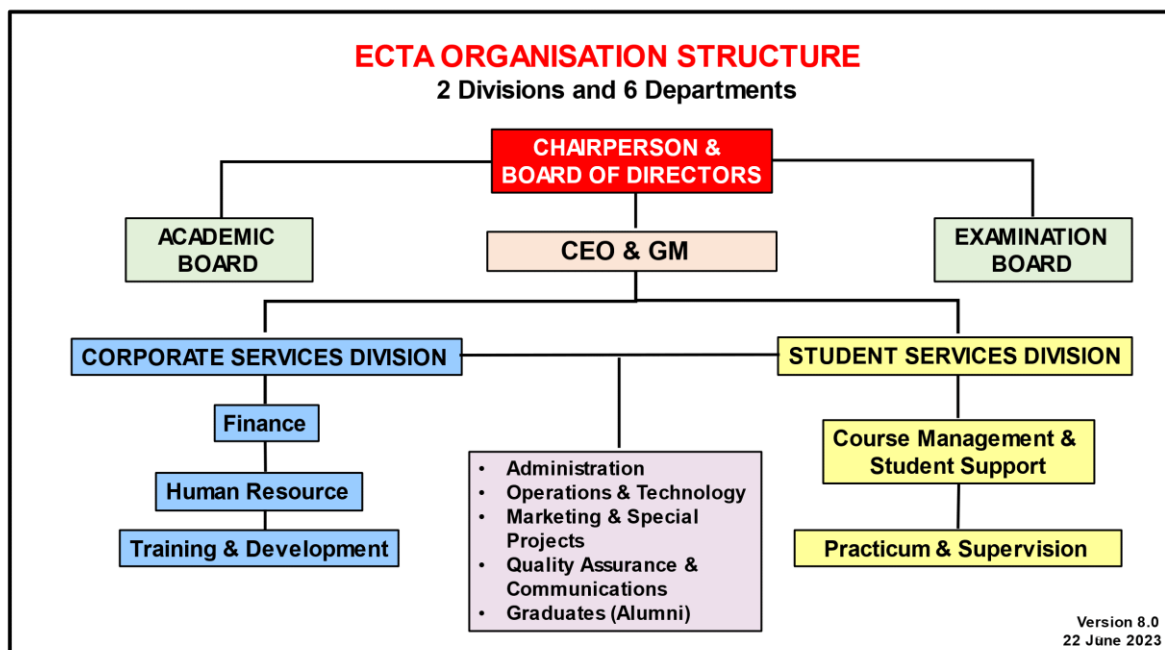 ECTA ORGANISATION STRUCTURE
2 Divisions and 6 Departments
CHAIRPERSON &
BOARD OF DIRECTORS
ACADEMIC
BOARD
CEO & GM
EXAMINATION
BOARD
CORPORATE SERVICES DIVISION
STUDENT SERVICES DIVISION
Finance
Human Resource
Training & Development
• Administration
• Operations & Technology
• Marketing & Special
Projects
• Quality Assurance &
Communications
• Graduates (Alumni)
Course Management &
Student Support
Practicum & Supervision
Version 8.0
22 June 2023